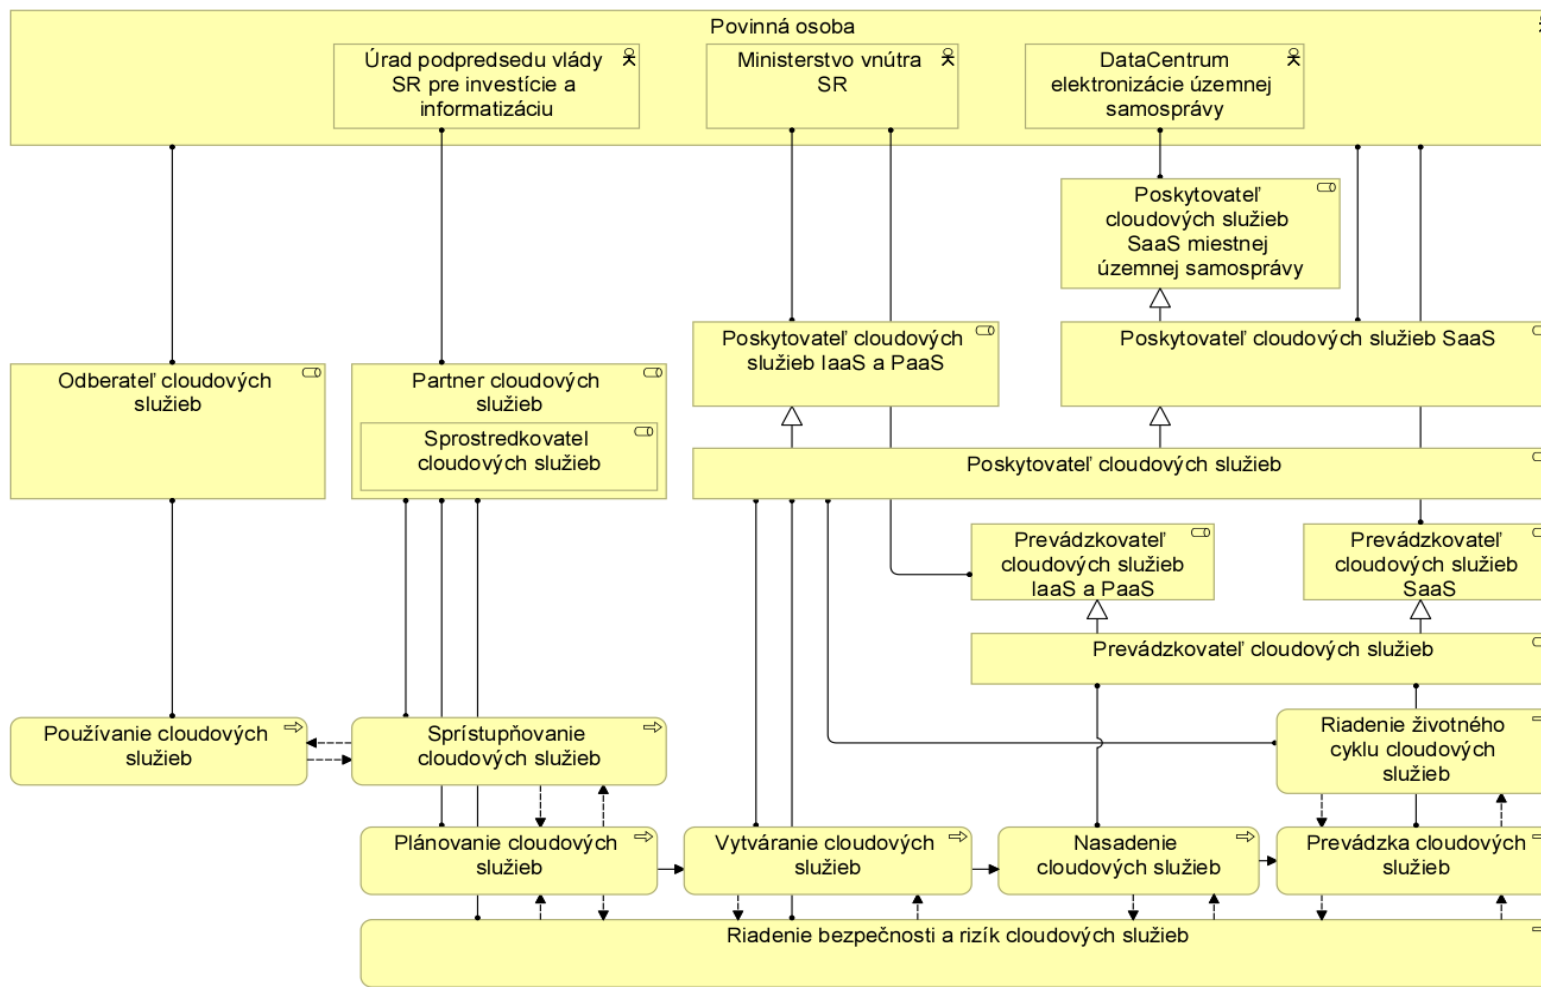 Povinná osoba
Úrad podpredsedu vlády
SR pre investície a
informatizáciu
Ministerstvo vnútra
SR
DataCentrum
elektronizácie územnej
samosprávy
Poskytovateľ
cloudových služieb
SaaS miestnej
územnej samosprávy
Poskytovateľ cloudových
služieb IaaS a PaaS
Poskytovateľ cloudových služieb SaaS
Odberateľ cloudových
služieb
Partner cloudových
služieb
Sprostredkovatel
cloudových služieb
Poskytovateľ cloudových služieb
Prevádzkovateľ
cloudových služieb
IaaS a PaaS
Prevádzkovateľ
cloudových služieb
SaaS
Prevádzkovateľ cloudových služieb
Používanie cloudových
služieb
Sprístupňovanie
cloudových služieb
Riadenie životného
cyklu cloudových
služieb
Plánovanie cloudových
služieb
Vytváranie cloudových
služieb
Nasadenie
cloudových služieb
Prevádzka cloudových
služieb
Riadenie bezpečnosti a rizík cloudových služieb